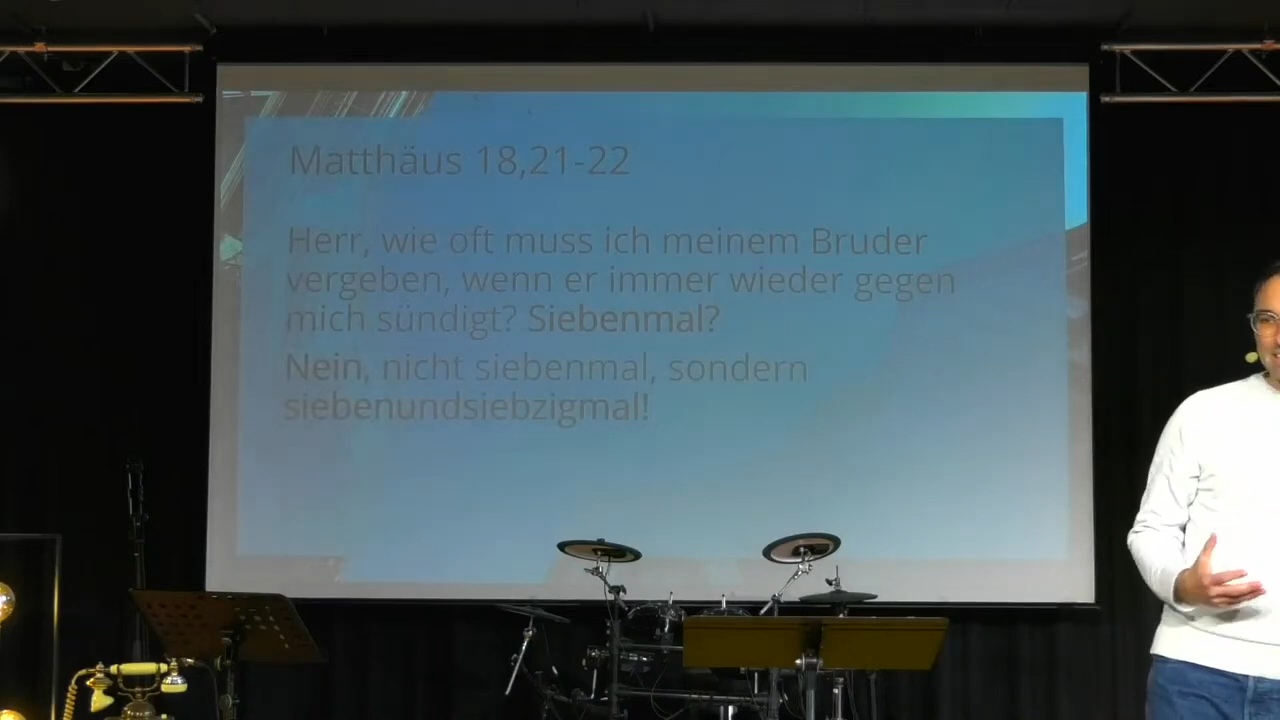 Matthäus 18,21-22
Herr, wie oft muss ich meinem Bruder
vergeben, wenn er immer wieder gegen
mich sündigt? Siebenmal?
Nein, nicht siebenmal, sondern
siebenundsiebzigmal!